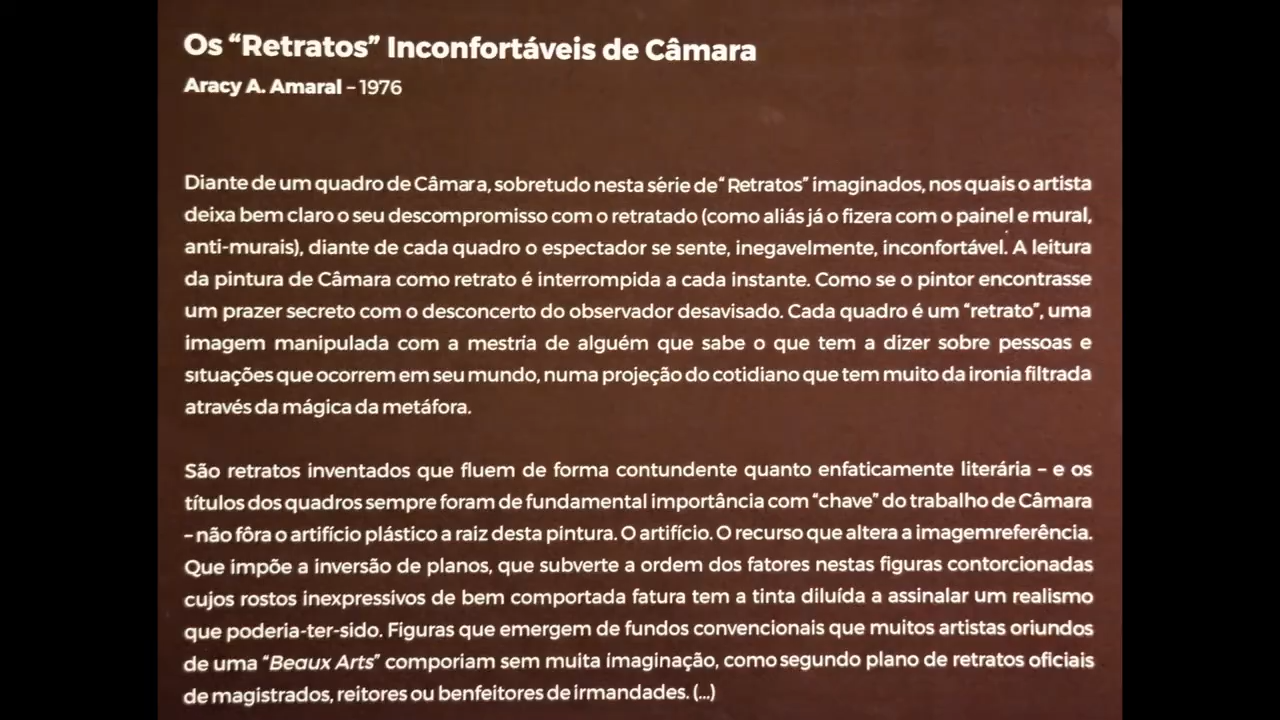 Os “Retratos” Inconfortáveis de Câmara
Aracy A. Amaral – 1976
Diante de um quadro de Câmara, sobretudo nesta série de “Retratos” imaginados, nos quais o artista
deixa bem claro o seu descompromisso com o retratado (como aliás já o fizera com o painel e mural,
anti-murais), diante de cada quadro o espectador se sente, inegavelmente, inconfortável. A leitura
da pintura de Câmara como retrato é interrompida a cada instante. Como se o pintor encontrasse
um prazer secreto com o desconcerto do observador desavisado. Cada quadro é um “retrato”, uma
imagem manipulada com a mestria de alguém que sabe o que tem a dizer sobre pessoas e
situações que ocorrem em seu mundo, numa projeção do cotidiano que tem muito da ironia filtrada
através da mágica da metáfora.
São retratos inventados que fluem de forma contundente quanto enfaticamente literária – e os
títulos dos quadros sempre foram de fundamental importância com “chave” do trabalho de Câmara
– não fôra o artifício plástico a raiz desta pintura. O artifício. O recurso que altera a imagemreferência.
Que impõe a inversão de planos, que subverte a ordem dos fatores nestas figuras contorcionadas
cujos rostos inexpressivos de bem comportada fatura tem a tinta diluída a assinalar um realismo
que poderia-ter-sido. Figuras que emergem de fundos convencionais que muitos artistas oriundos
de uma “Beaux Arts” comporiam sem muita imaginação, como segundo plano de retratos oficiais
de magistrados, reitores ou benfeitores de irmandades. (...)